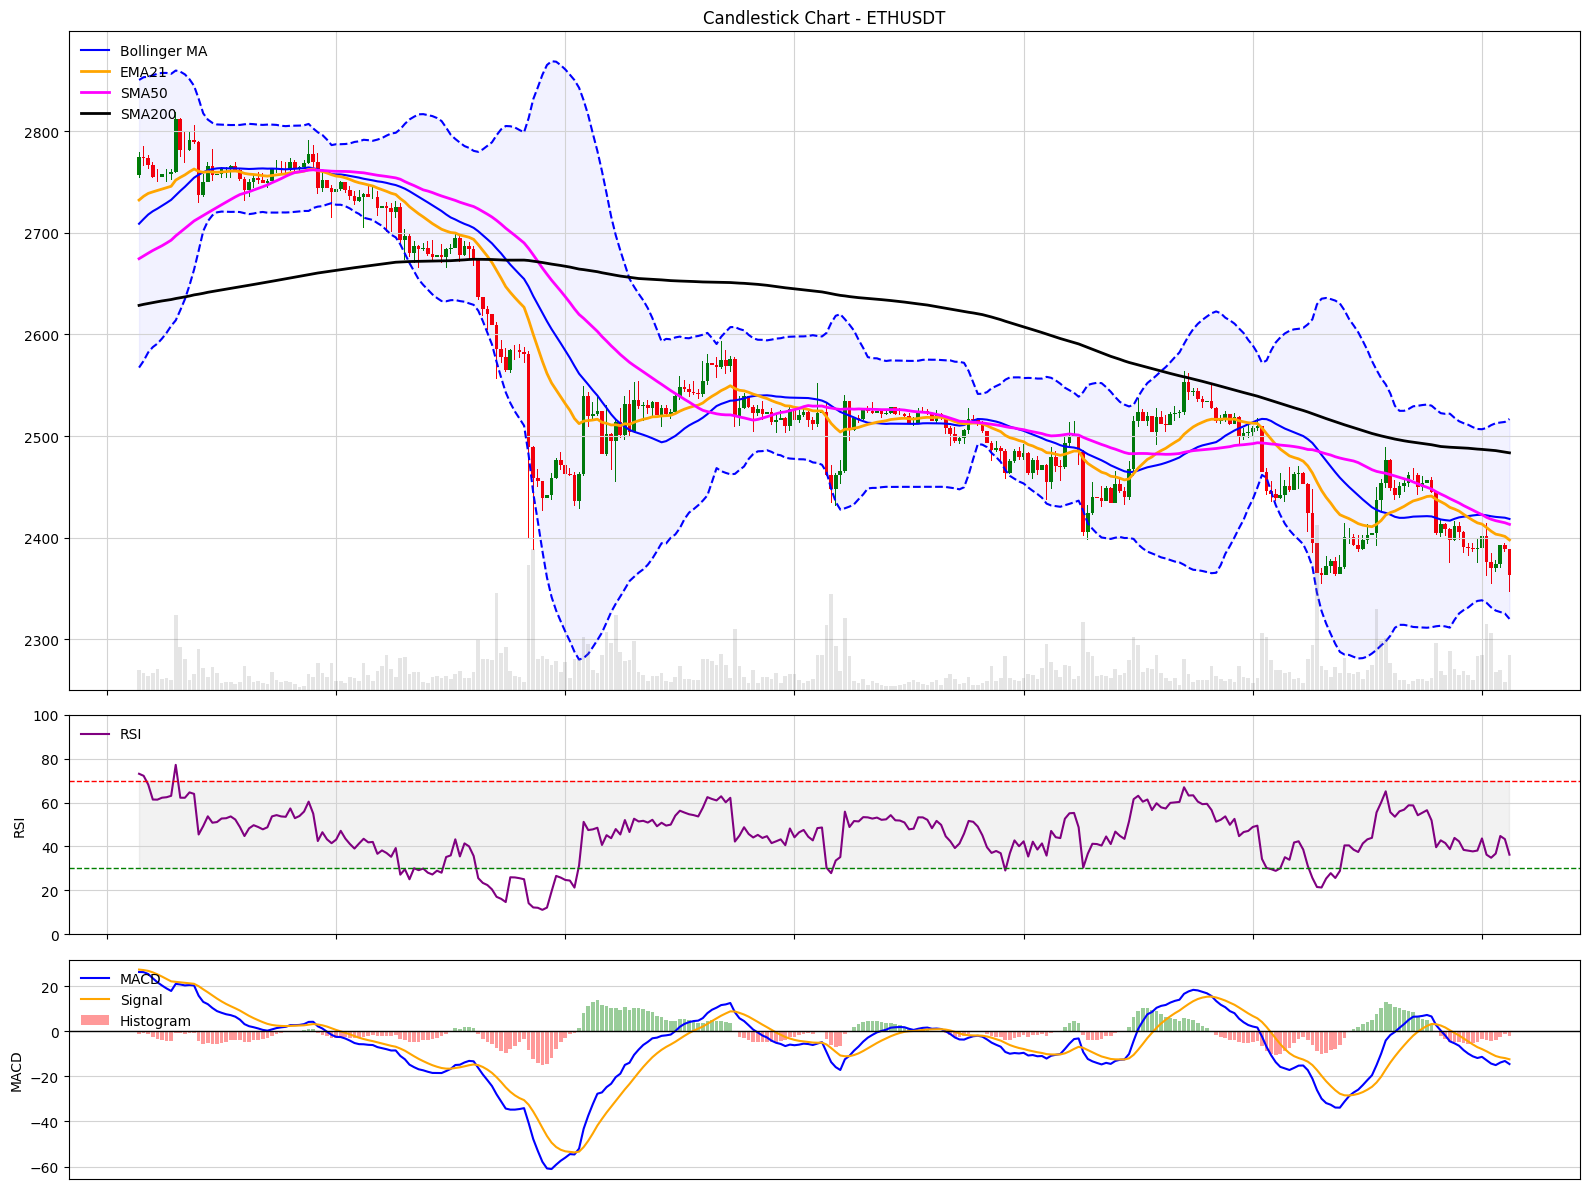 Candlestick Chart - ETHUSDT
Bollinger MA
EMA21
SMA50
SMA200
2800
2700
2600
2500
2400
2300
RSI
100
80
60
40
20
0
RSI
MACD
Signal
Histogram
20
0
−20
−40
−60
MACD